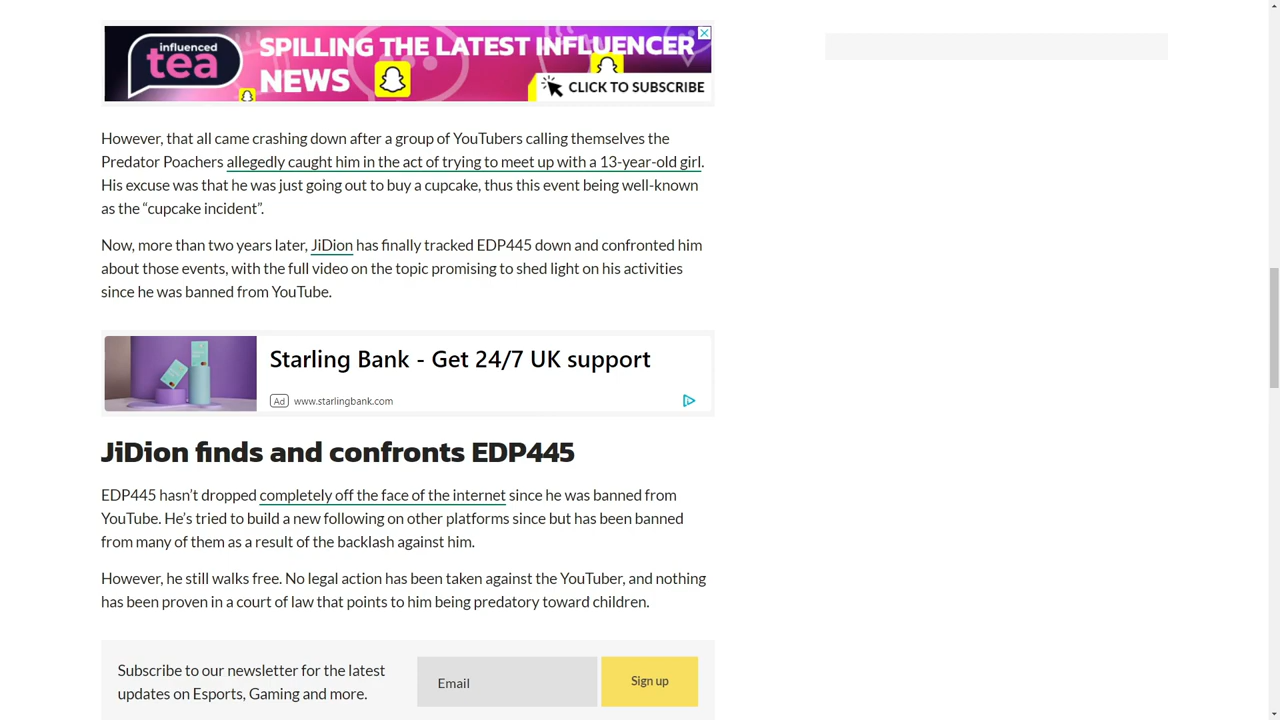 influenced
tea
SPILLING THE LATEST INFLUENCER
NEWS
CLICK TO SUBSCRIBE
However, that all came crashing down after a group of YouTubers calling themselves the
Predator Poachers allegedly caught him in the act of trying to meet up with a 13-year-old girl.
His excuse was that he was just going out to buy a cupcake, thus this event being well-known
as the “cupcake incident”.
Now, more than two years later, JiDion has finally tracked EDP445 down and confronted him
about those events, with the full video on the topic promising to shed light on his activities
since he was banned from YouTube.
Starling Bank - Get 24/7 UK support
Ad www.starlingbank.com
JiDion finds and confronts EDP445
EDP445 hasn’t dropped completely off the face of the internet since he was banned from
YouTube. He’s tried to build a new following on other platforms since but has been banned
from many of them as a result of the backlash against him.
However, he still walks free. No legal action has been taken against the YouTuber, and nothing
has been proven in a court of law that points to him being predatory toward children.
Subscribe to our newsletter for the latest
updates on Esports, Gaming and more.
Email
Sign up